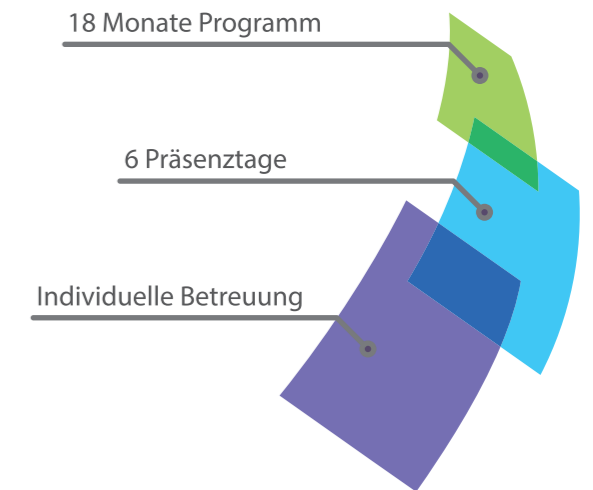 18 Monate Programm
6 Präsenztage
Individuelle Betreuung